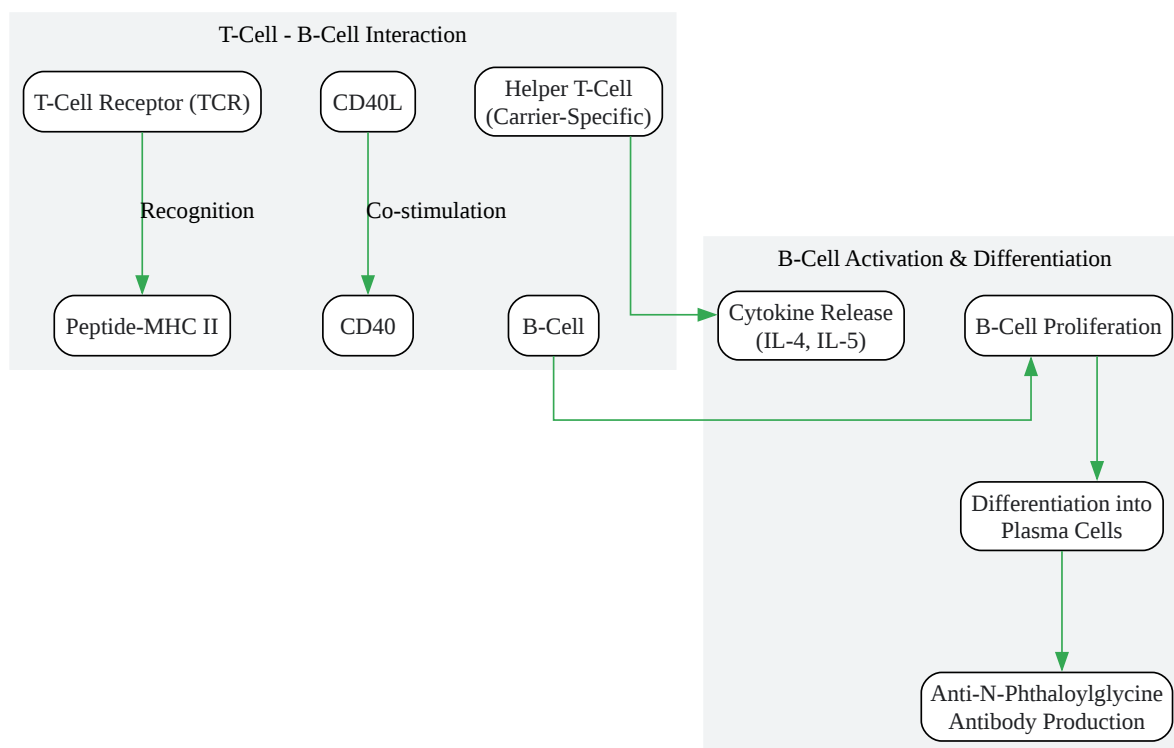 T-Cell - B-Cell Interaction
T-Cell Receptor (TCR)
CD40L
Helper T-Cell
(Carrier-Specific)
Recognition
Co-stimulation
Peptide-MHC II
CD40
B-Cell
B-Cell Activation & Differentiation
Cytokine Release
(IL-4, IL-5)
B-Cell Proliferation
Differentiation into
Plasma Cells
Anti-N-Phthaloylglycine
Antibody Production